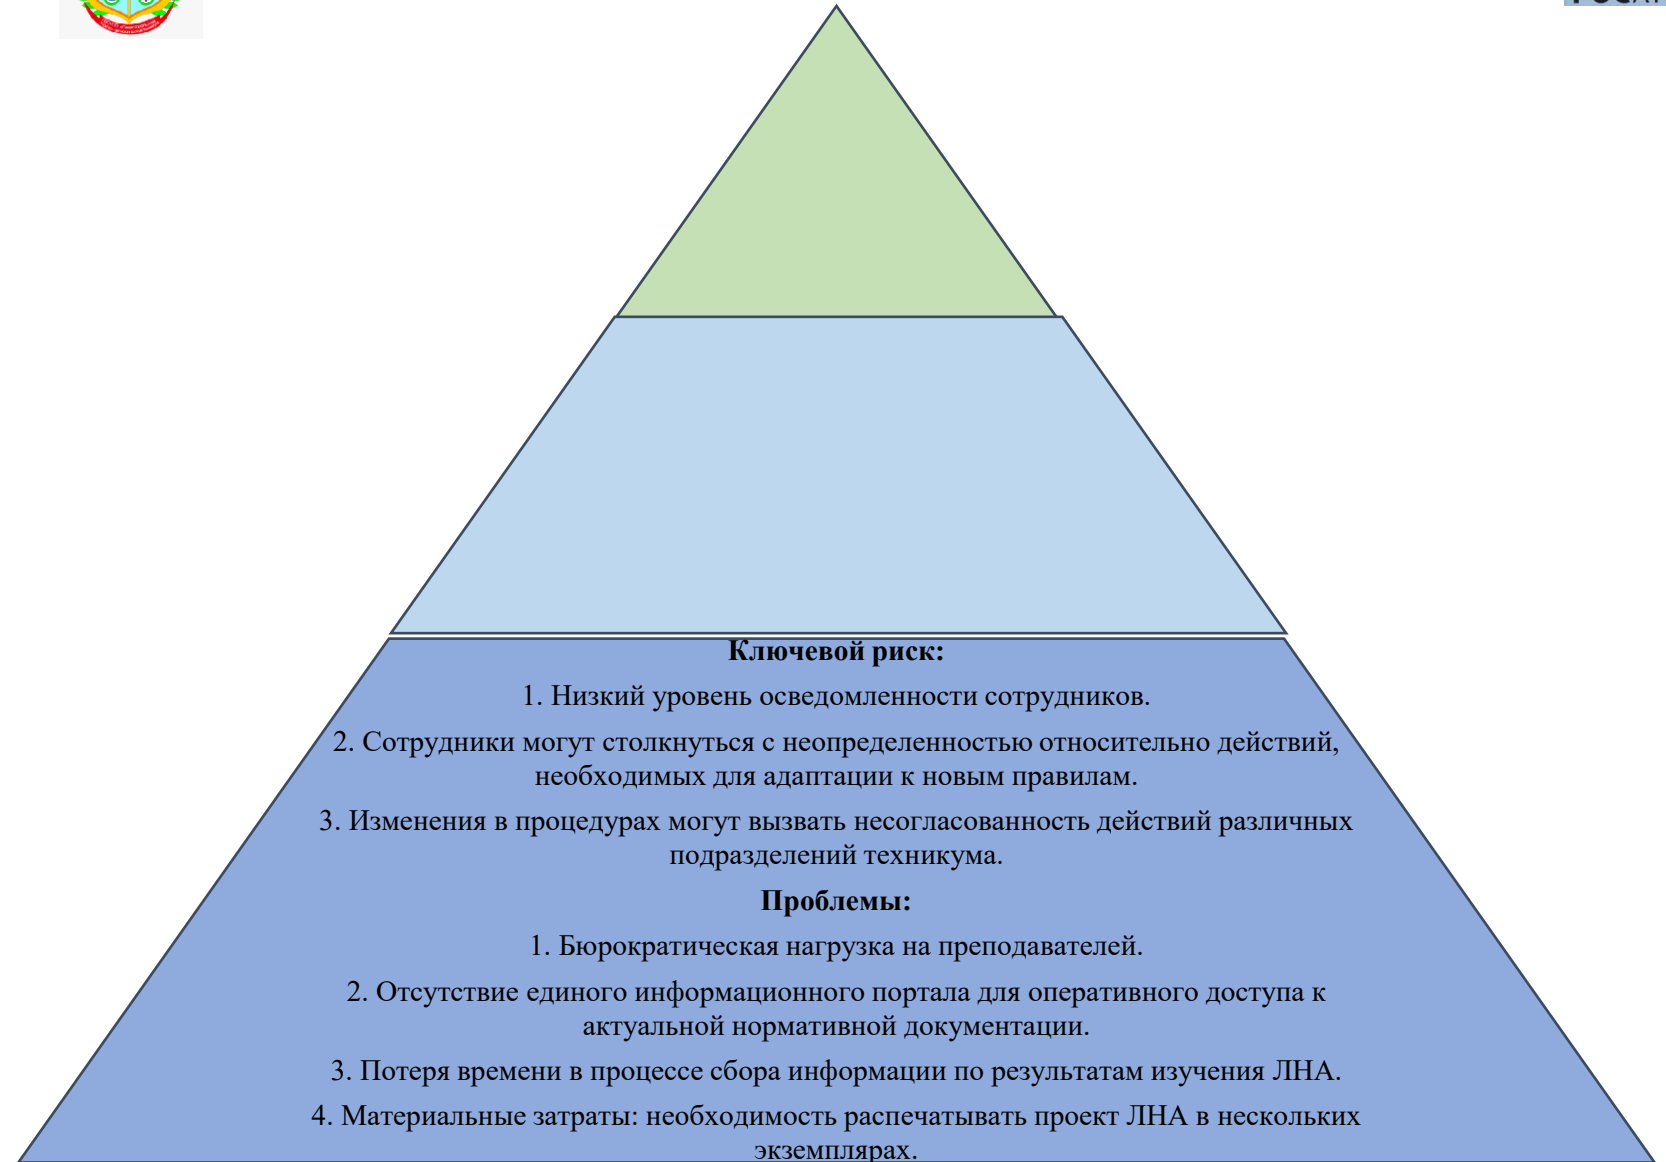 Ключевой риск:
1. Низкий уровень осведомленности сотрудников.
2. Сотрудники могут столкнуться с неопределенностью относительно действий,
необходимых для адаптации к новым правилам.
3. Изменения в процедурах могут вызвать несогласованность действий различных
подразделений техникума.
Проблемы:
1. Бюрократическая нагрузка на преподавателей.
2. Отсутствие единого информационного портала для оперативного доступа к
актуальной нормативной документации.
3. Потеря времени в процессе сбора информации по результатам изучения ЛНА.
4. Материальные затраты: необходимость распечатывать проект ЛНА в нескольких
экземплярах.